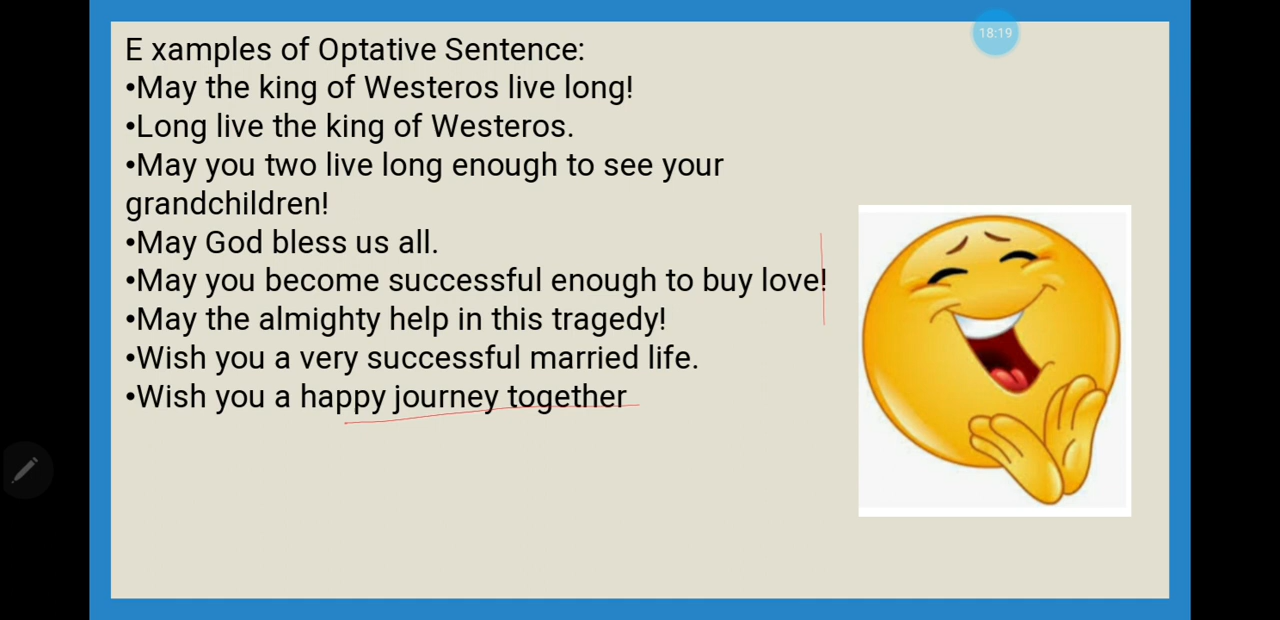 18:19
E xamples of Optative Sentence:
•May the king of Westeros live long!
•Long live the king of Westeros.
•May you two live long enough to see your
grandchildren!
•May God bless us all.
•May you become successful enough to buy love!
•May the almighty help in this tragedy!
•Wish you a very successful married life.
•Wish you a happy journey together